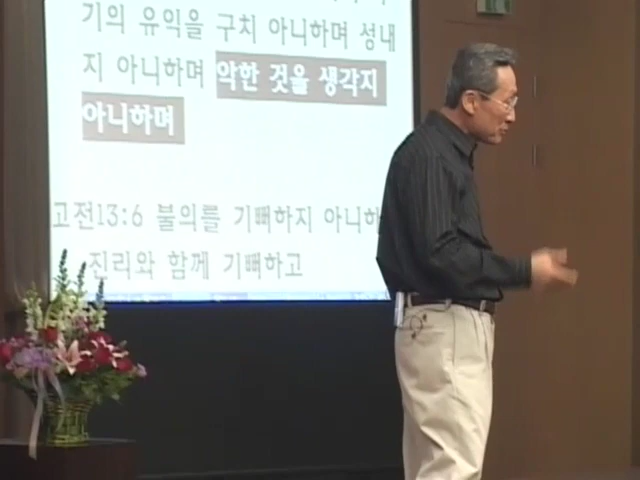 기의 유익을 구치 아니하며 성내
지 아니하며 악한 것을 생각지
아니하며
고전13:6 불의를 기뻐하지 아니하
진리와 함께 기뻐하고